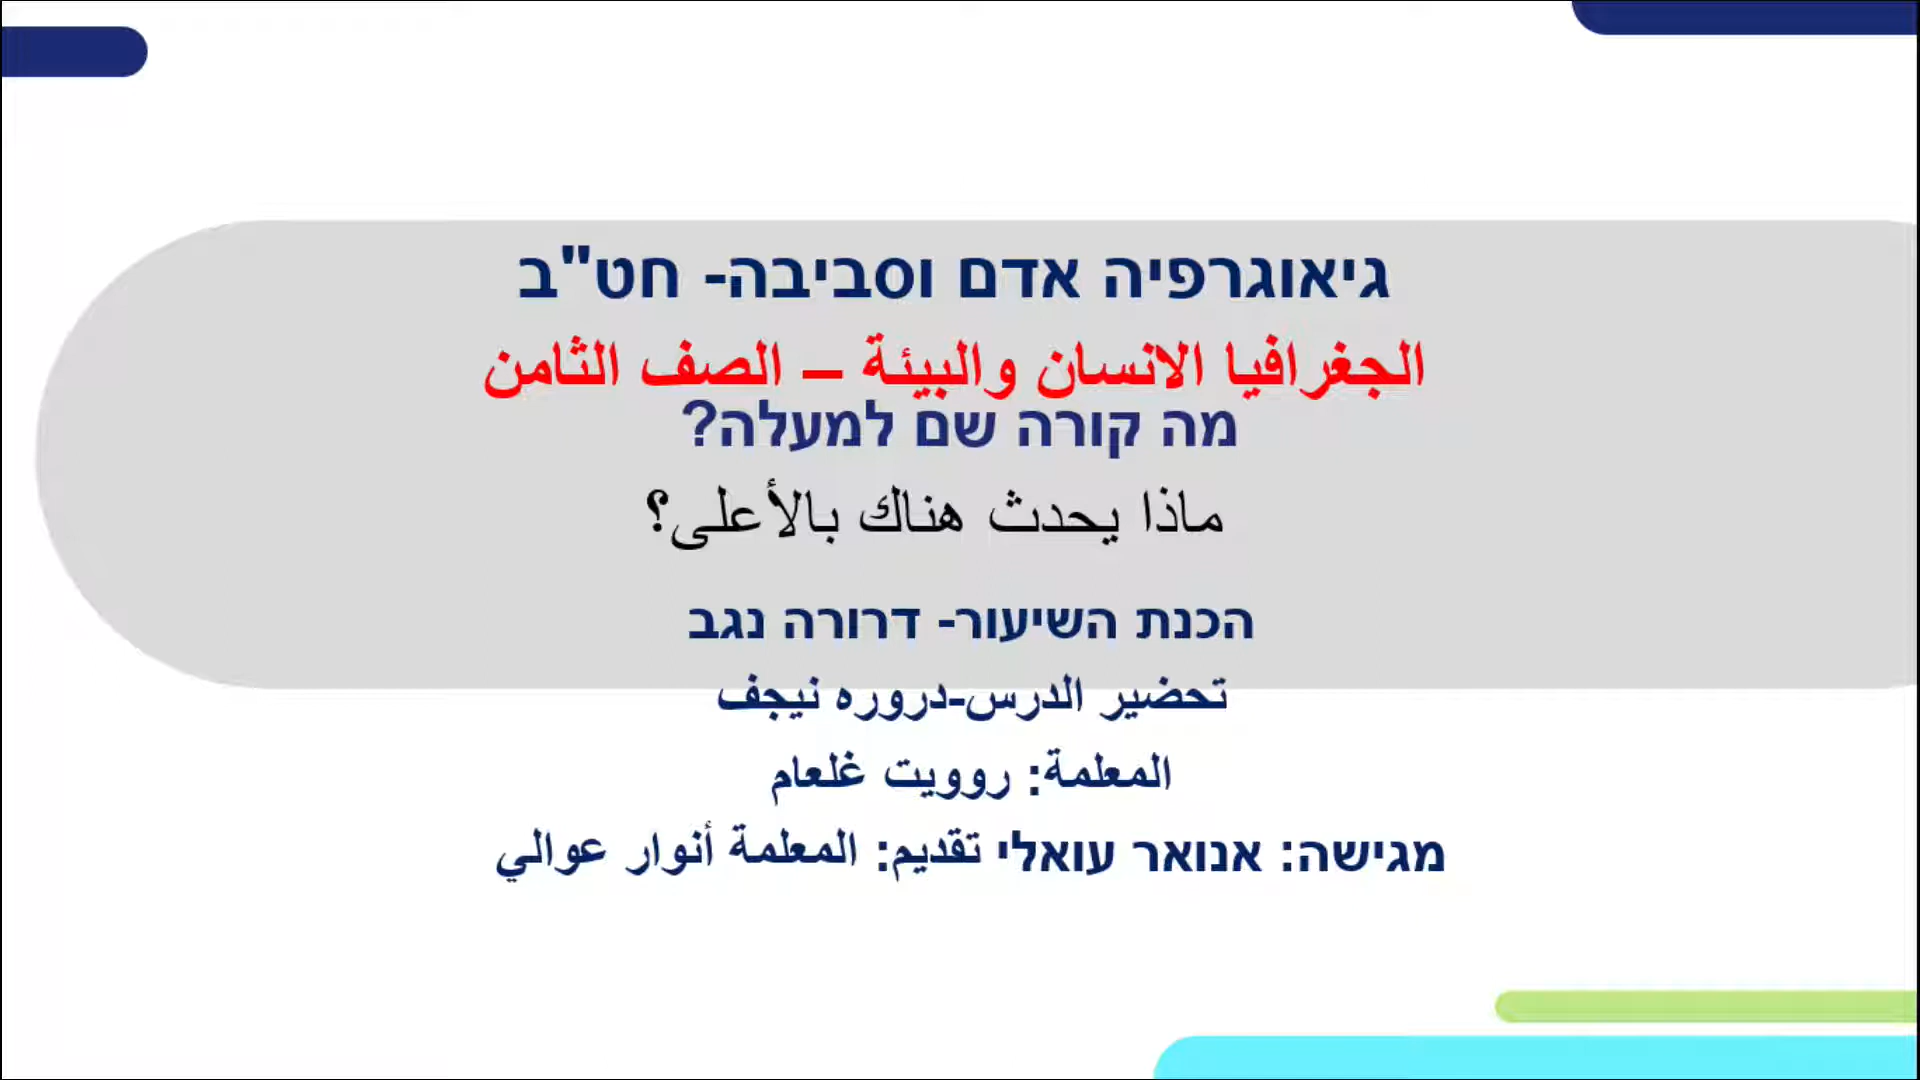 גיאוגרפיה אדם וסביבה- חט"ב
الجغرافيا الانسان والبيئة – الصف الثامن
מה קורה שם למעלה?
ماذا يحدث هناك بالأعلى؟
הכנת השיעור- דרורה נגב
تحضير الدرس-دروره نيجف
المعلمة: روويت غلعام
מגישה: אנואר עואלי تقديم: المعلمة أنوار عوالي